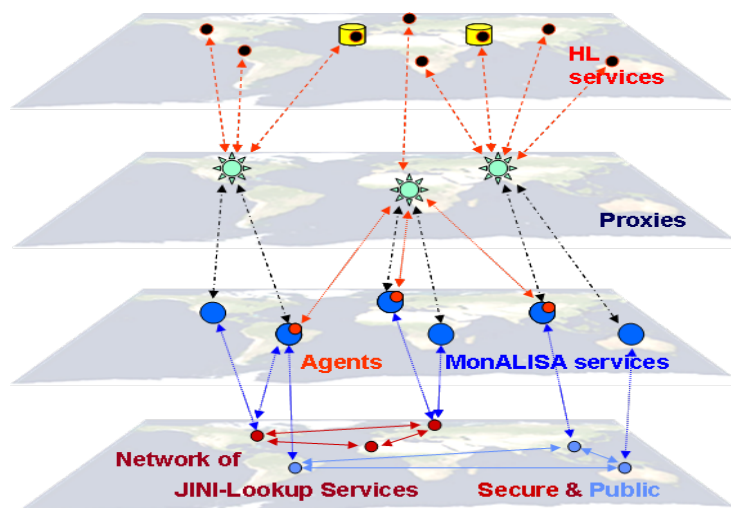 HL
services
Proxies
Agents MonALISA services
Network of
JINI-Lookup Services Secure & Public